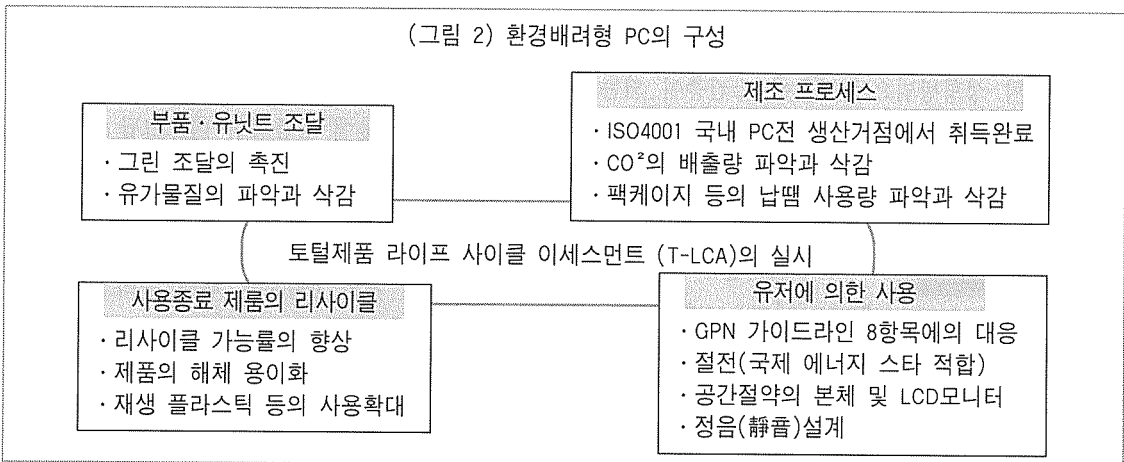 (그림 2) 환경배려형 PC의 구성
부품·유닛트 조달
· 그린 조달의 촉진
· 유가물질의 파악과 삭감
제조 프로세스
· ISO4001 국내 PC전 생산거점에서 취득완료
· CO²의 배출량 파악과 삭감
· 팩케이지 등의 납땜 사용량 파악과 삭감
토털제품 라이프 사이클 이세스먼트 (T-LCA)의 실시
사용종료 제룸의 리사이클
· 리사이클 가능률의 향상
· 제품의 해체 용이화
· 재생 플라스틱 등의 사용확대
유저에 의한 사용
· GPN 가이드라인 8항목에의 대응
· 절전(국제 에너지 스타 적합)
· 공간절약의 본체 및 LCD모니터
· 정음(靜音)설계